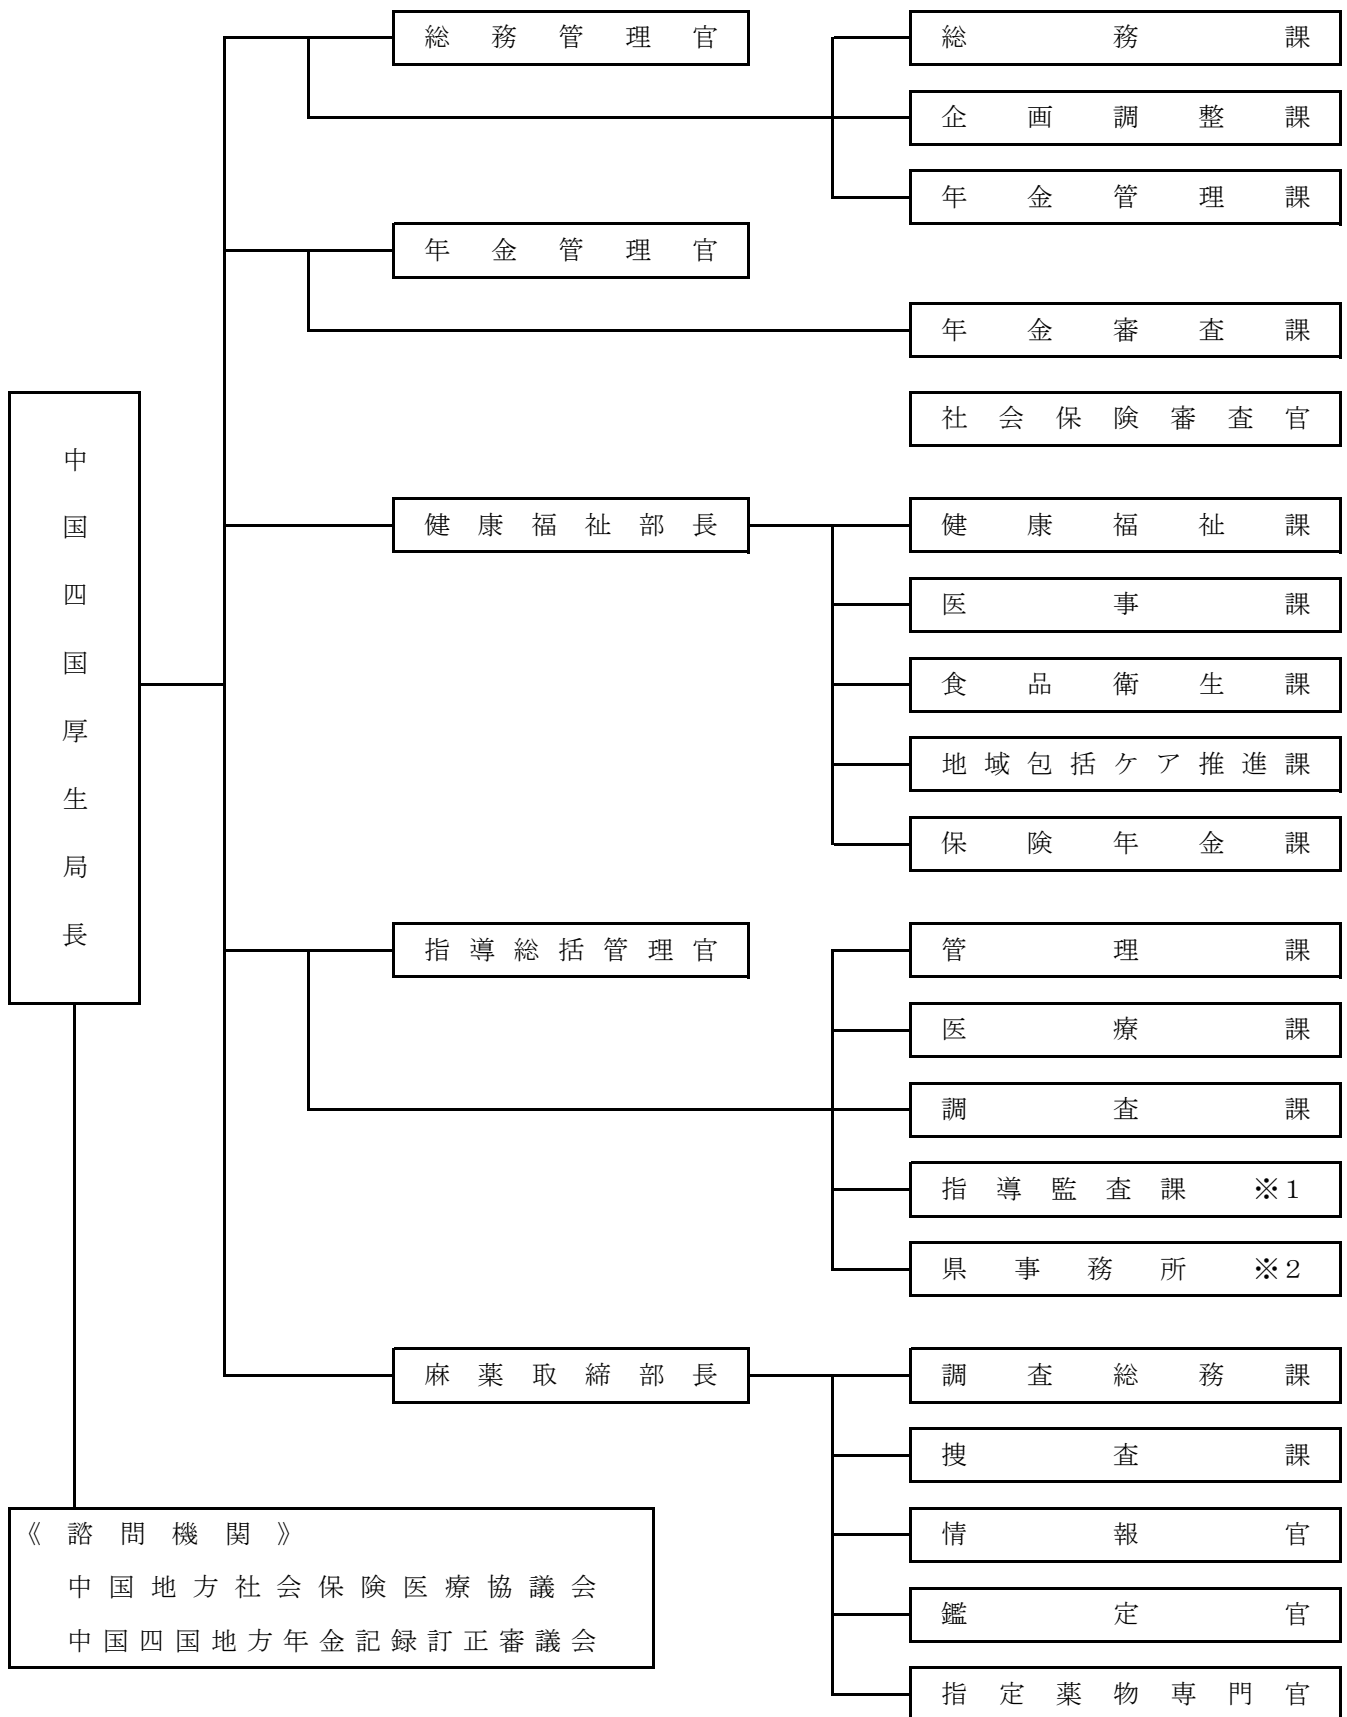 中国四国厚生局長
総務管理官
総務課
企画調整課
年金管理課
年金管理官
年金審査課
社会保険審査官
健康福祉部長
健康福祉課
医事課
食品衛生課
地域包括ケア推進課
保険年金課
指導総括管理官
管理課
医療課
調査課
指導監査課 ※1
県事務所 ※2
麻薬取締部長
調査総務課
捜査課
情報官
鑑定官
指定薬物専門官
《諮問機関》
中国地方社会保険医療協議会
中国四国地方年金記録訂正審議会